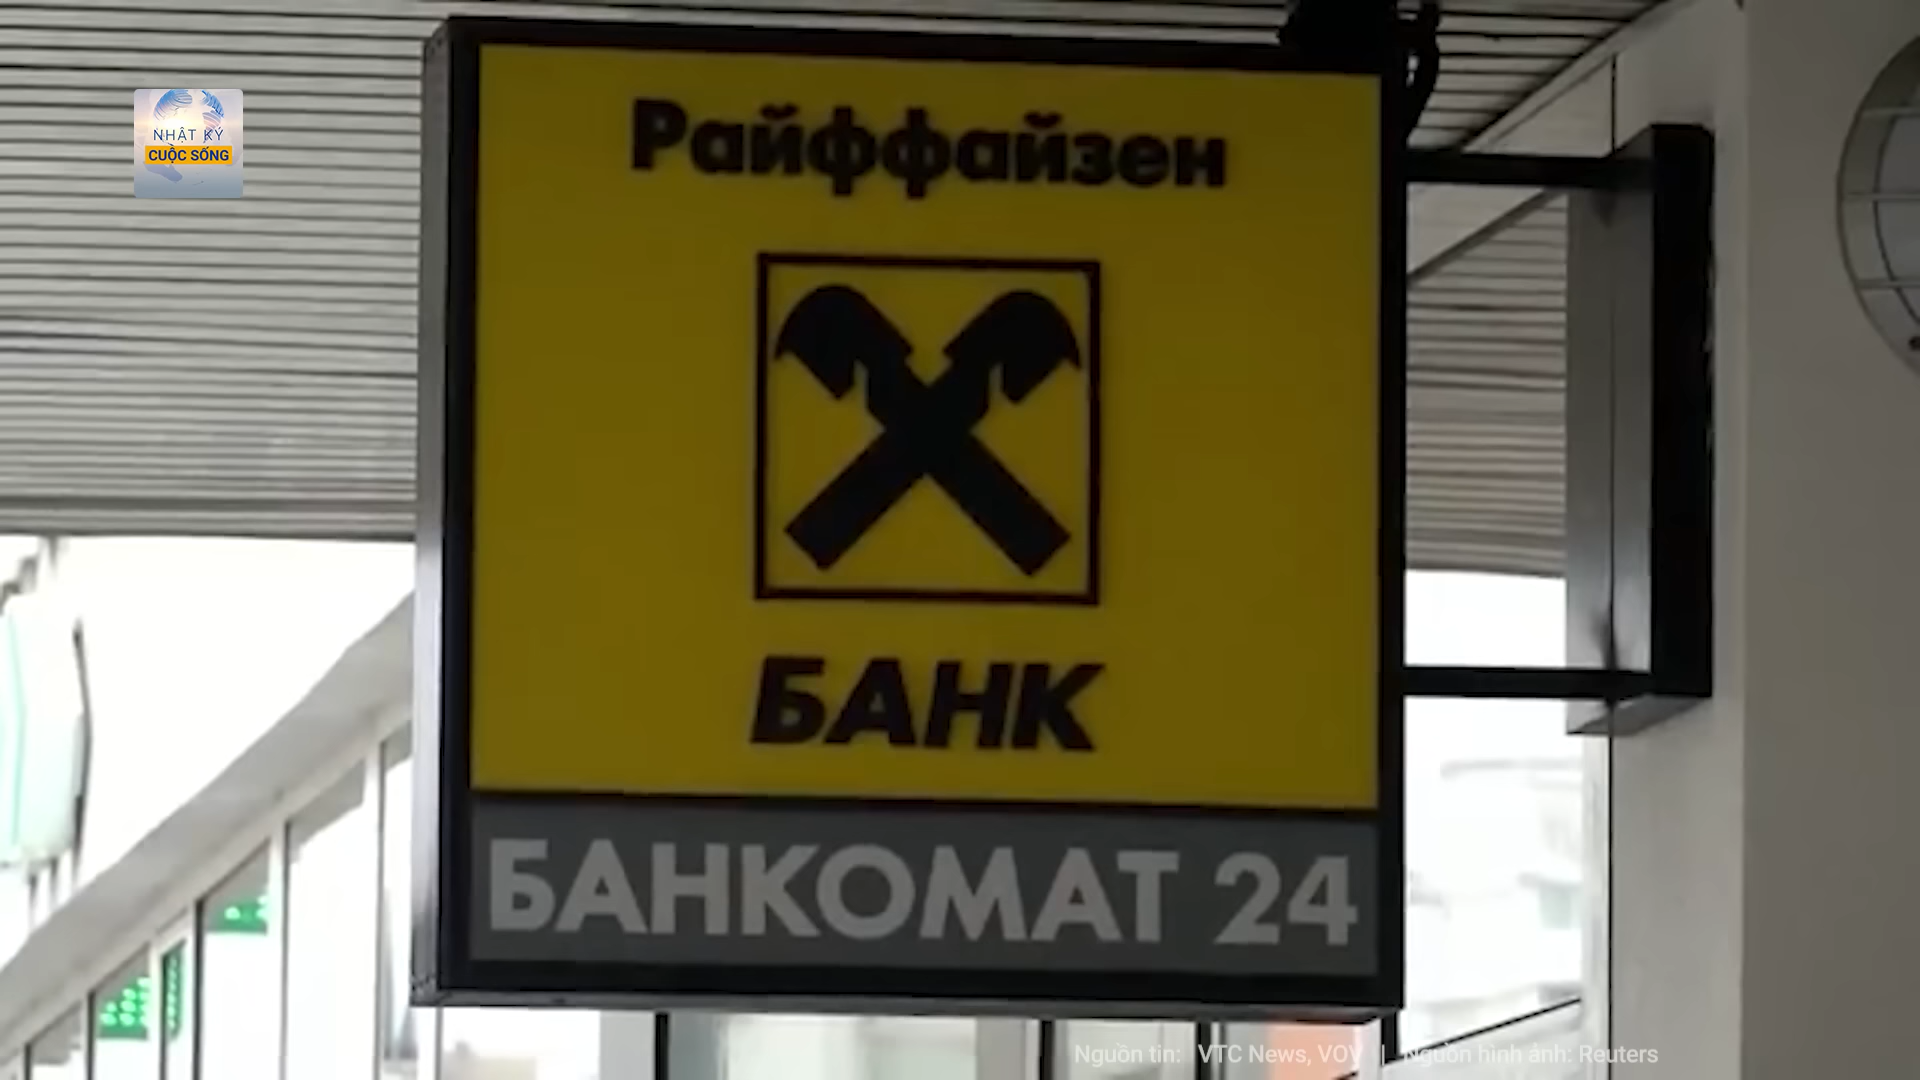 NHẬT KÝ
CUỘC SỐNG
Райффайзен
БАНК
БАНКОМАТ 24
Nguồn tin: VTC News, VOV | Nguồn hình ảnh: Reuters